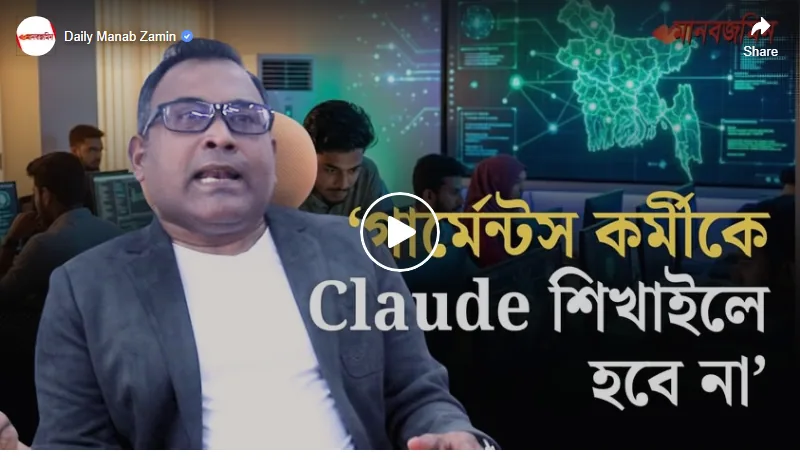 Daily Manab Zamin
মানবজমিন
Share
‘গার্মেন্টস কর্মীকে
Claude শিখাইলে
হবে না’